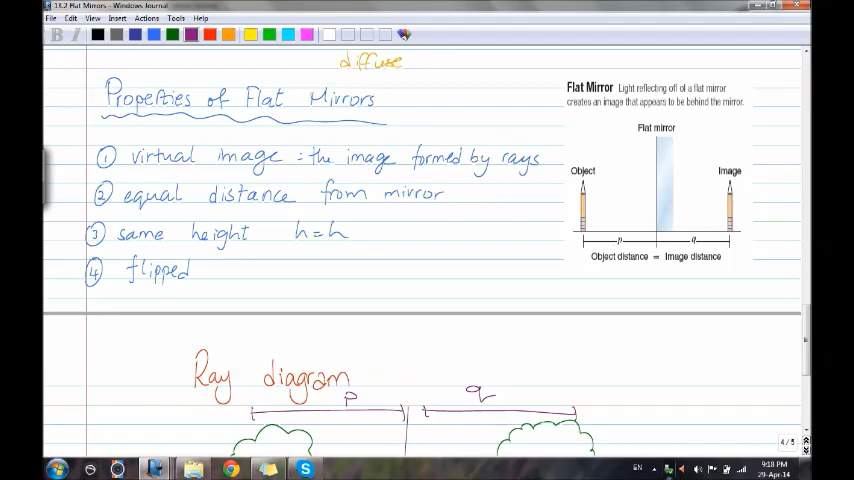 13.2 Flat Mirrors - Windows Journal
File Edit View Insert Actions Tools Help
B I
diffuse
Properties of Flat Mirrors
① virtual image = the image formed by rays
② equal distance from mirror
③ same height h=h
④ flipped
Flat Mirror Light reflecting off of a flat mirror
creates an image that appears to be behind the mirror.
Flat mirror
Object Image
p q
Object distance = Image distance
Ray diagram
p q
4/5
EN
9:18 PM
29-Apr-14